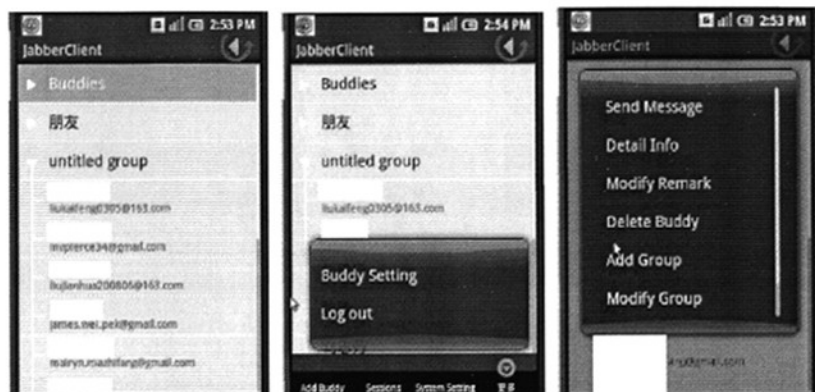 2:53 PM
JabberClient
Buddies
朋友
untitled group
liukaifeng0305@163.com
liujianhua200806@163.com
james.mei.pek@gmail.com
2:54 PM
JabberClient
Buddies
朋友
untitled group
liukaifeng0305@163.com
Buddy Setting
Log out
Add Buddy Sessions System Setting 更多
2:53 PM
JabberClient
Send Message
Detail Info
Modify Remark
Delete Buddy
Add Group
Modify Group